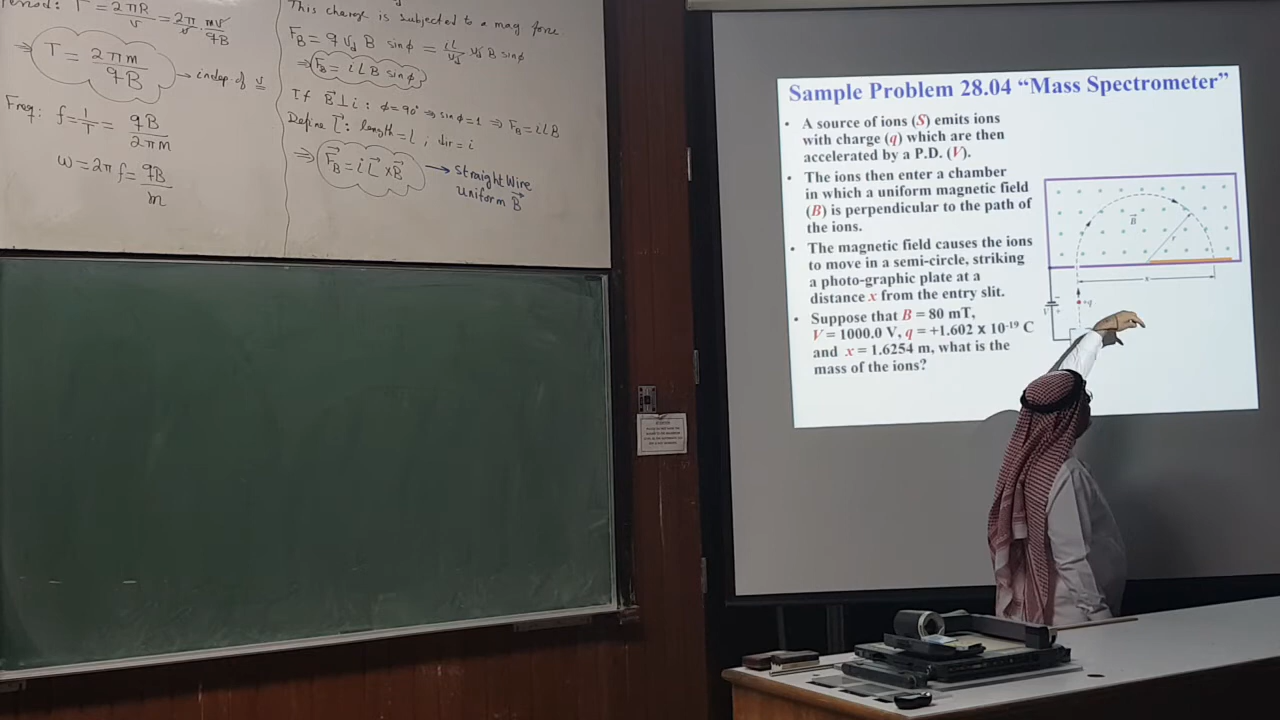 Period: T = 2πR/v = 2π/v · mv/qB
⇒ T = 2πm/qB → indep. of v
Freq: f = 1/T = qB/2πm
ω = 2πf = qB/m
This charge is subjected to a mag force
F_B = q v_d B sinϕ = iL/v_d v_d B sinϕ
⇒ F_B = iLB sinϕ
If B⃗ ⊥ i : ϕ = 90° ⇒ sinϕ = 1 ⇒ F_B = iLB
Define L⃗ : length = L ; dir = i
⇒ F⃗_B = i L⃗ × B⃗ → Straight Wire
Uniform B⃗
Sample Problem 28.04 “Mass Spectrometer”
• A source of ions (S) emits ions
with charge (q) which are then
accelerated by a P.D. (V).
• The ions then enter a chamber
in which a uniform magnetic field
(B) is perpendicular to the path of
the ions.
• The magnetic field causes the ions
to move in a semi-circle, striking
a photo-graphic plate at a
distance x from the entry slit.
• Suppose that B = 80 mT,
V = 1000.0 V, q = +1.602 x 10⁻¹⁹ C
and x = 1.6254 m, what is the
mass of the ions?
B⃗
x
V
+q